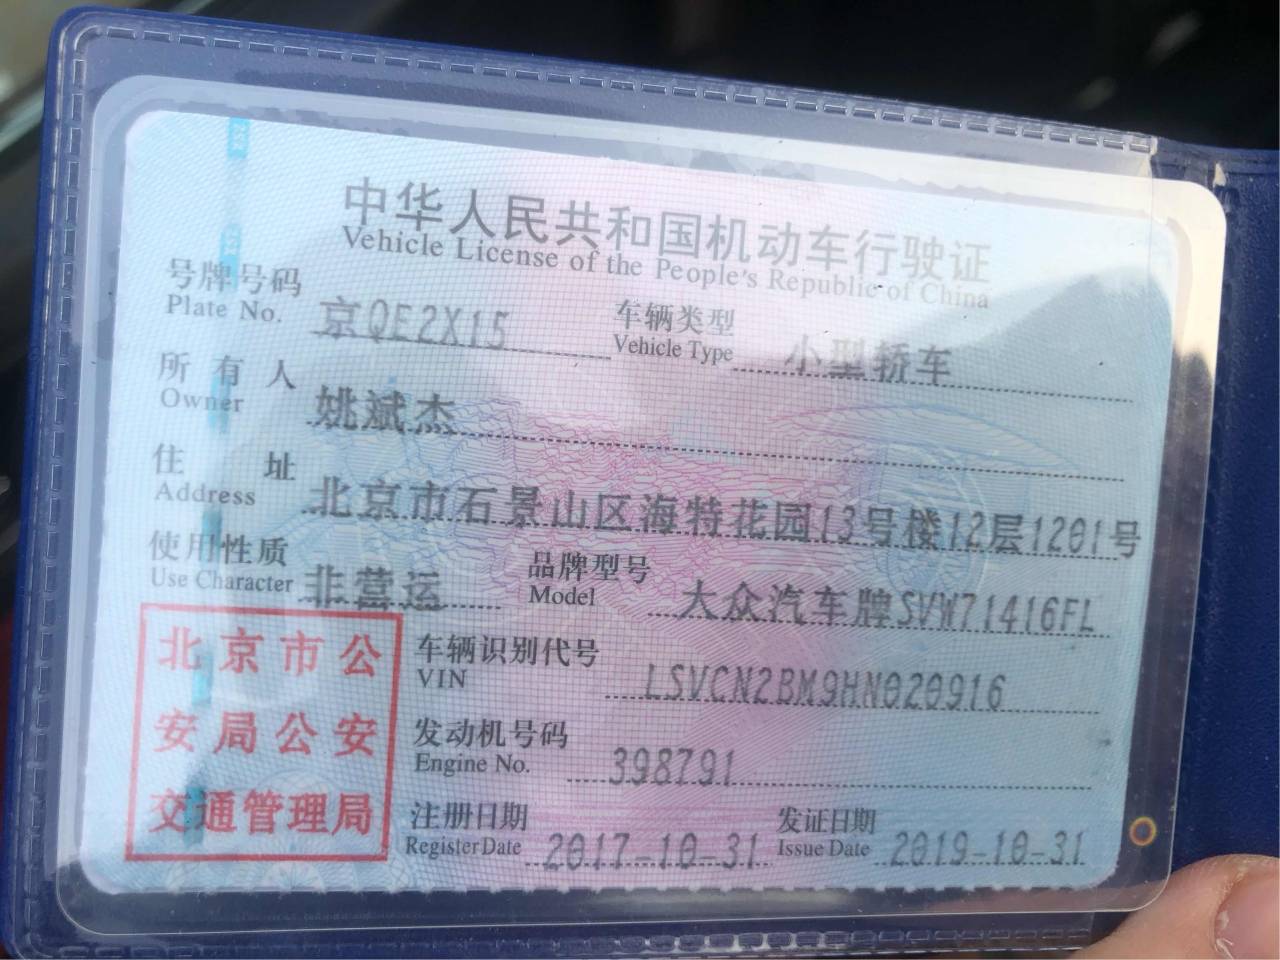 中华人民共和国机动车行驶证
Vehicle License of the People's Republic of China
号牌号码 京QE2X15 车辆类型 小型轿车
Plate No. Vehicle Type
所有人 姚斌杰
Owner
住址 北京市石景山区海特花园13号楼12层1201号
Address
使用性质 非营运 品牌型号 大众汽车牌SVW71416FL
Use Character Model
北京市公
安局公安
交通管理局
车辆识别代号 LSVCN2BM9HN020916
VIN
发动机号码 398791
Engine No.
注册日期 2017-10-31 发证日期 2019-10-31
Register Date Issue Date